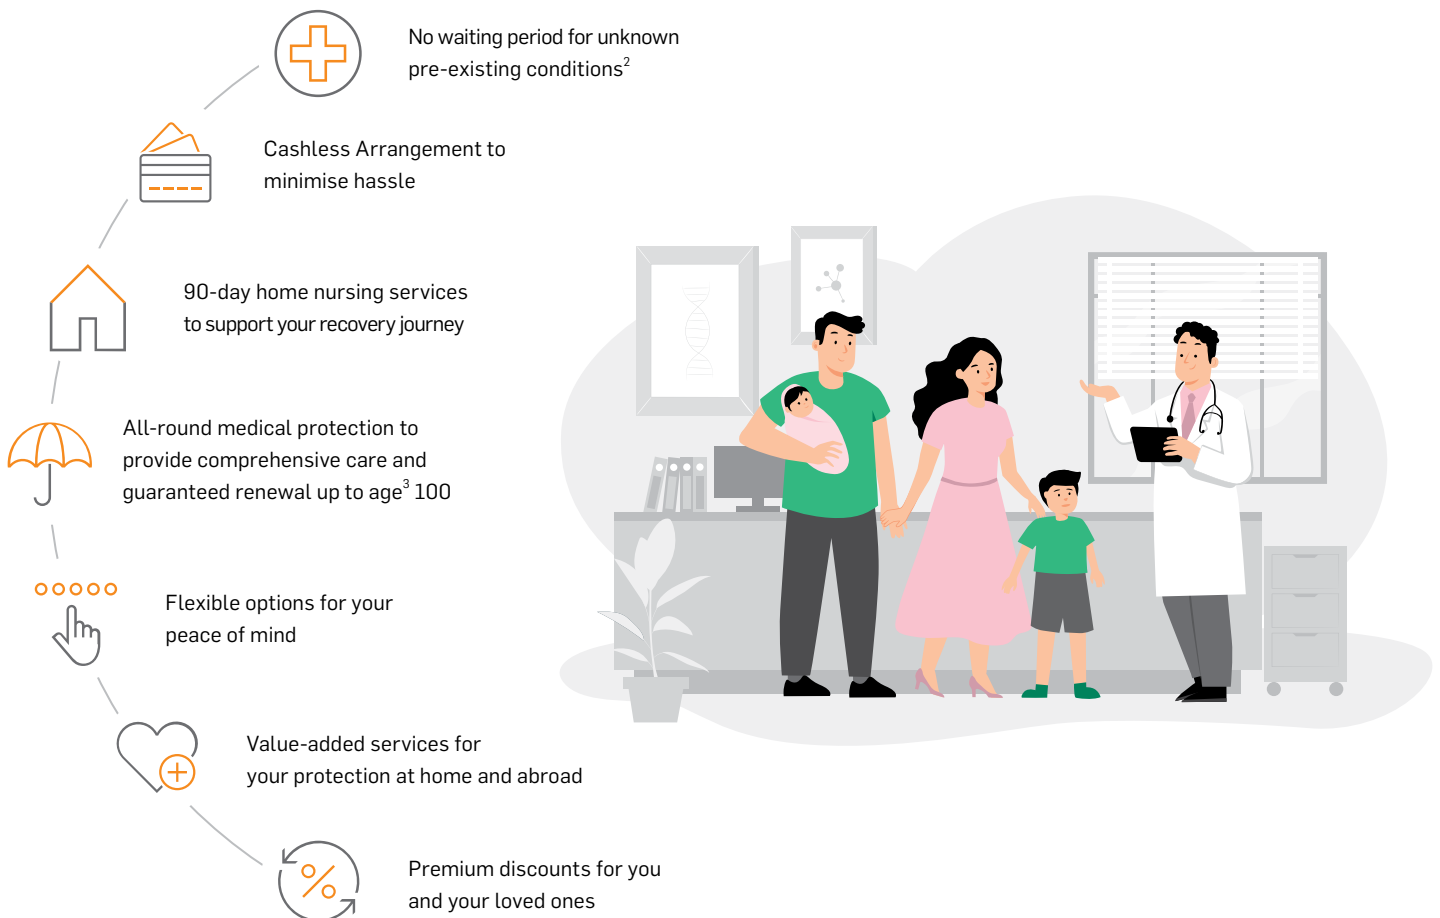 No waiting period for unknown
pre-existing conditions²
Cashless Arrangement to
minimise hassle
90-day home nursing services
to support your recovery journey
All-round medical protection to
provide comprehensive care and
guaranteed renewal up to age³ 100
Flexible options for your
peace of mind
Value-added services for
your protection at home and abroad
Premium discounts for you
and your loved ones